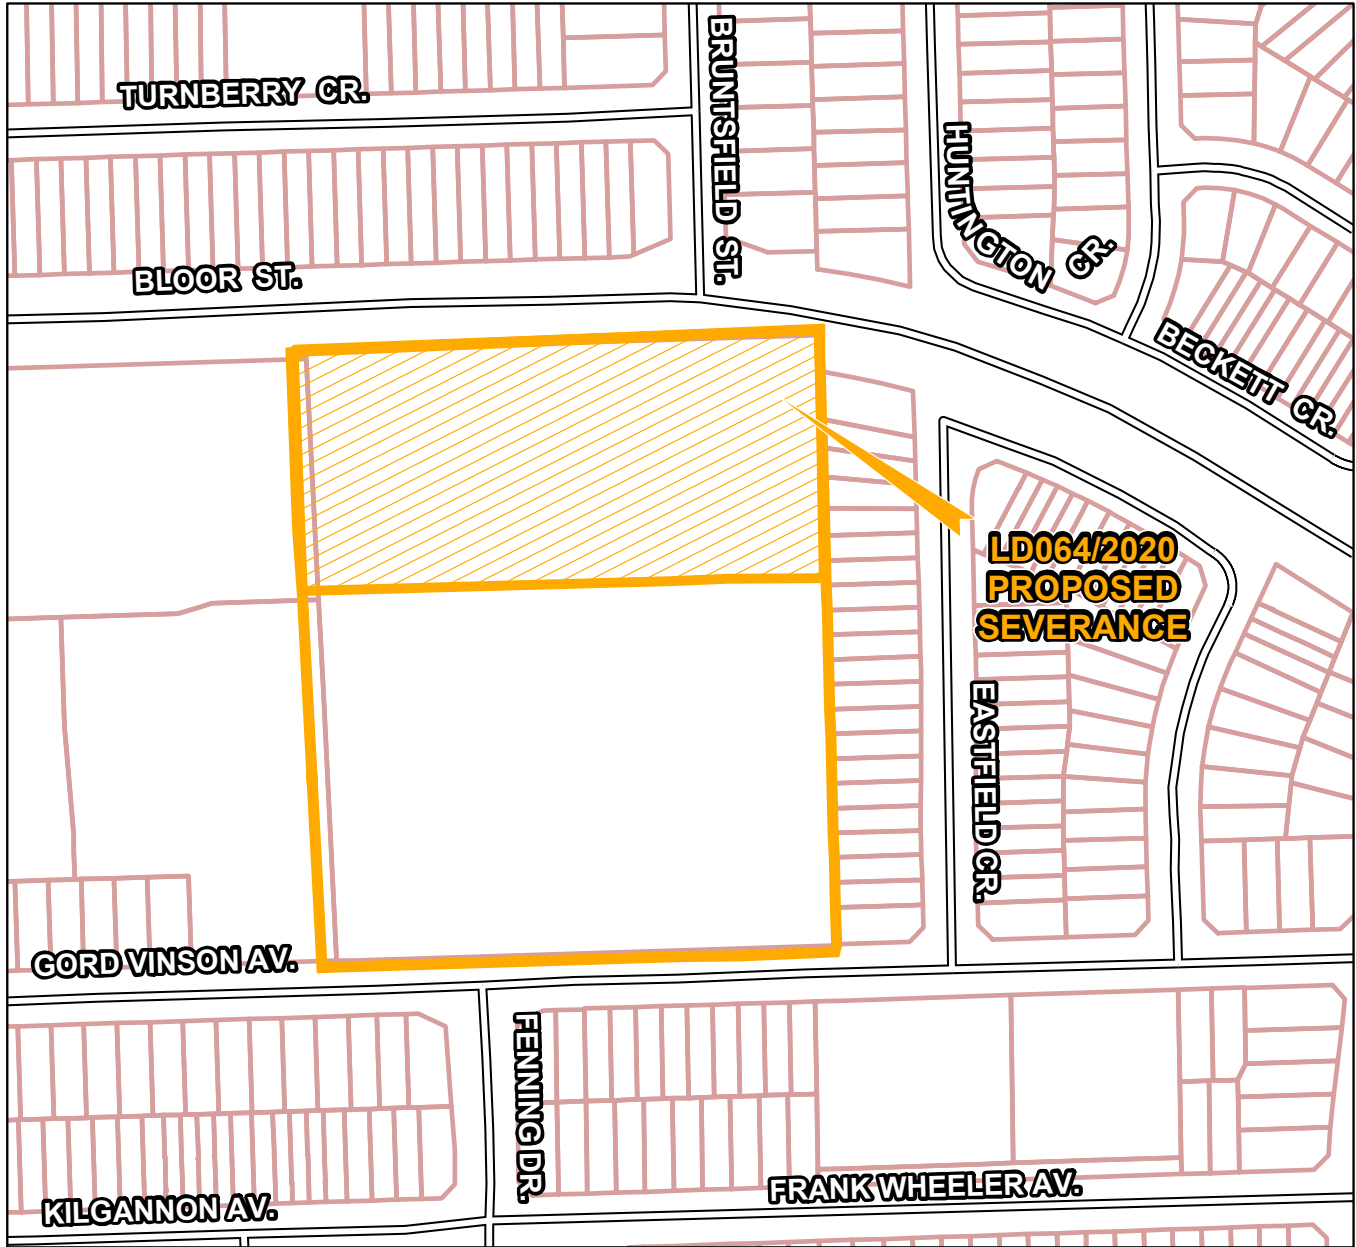 TURNBERRY CR.
BRUNTSFIELD ST.
HUNTINGTON CR.
BLOOR ST.
BECKETT CR.
LD064/2020
PROPOSED
SEVERANCE
EASTFIELD CR.
GORD VINSON AV.
FENNING DR.
FRANK WHEELER AV.
KILGANNON AV.